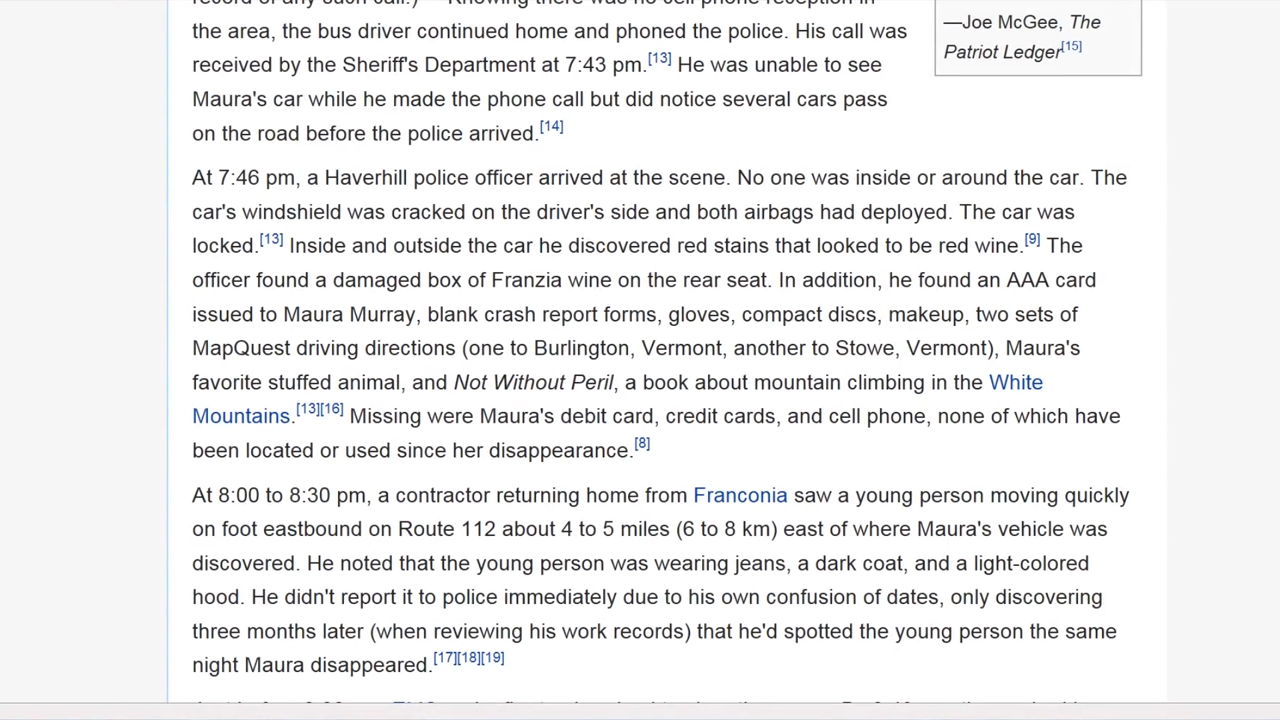 record of any such call.)
Knowing there was no cell phone reception in
the area, the bus driver continued home and phoned the police. His call was
received by the Sheriff's Department at 7:43 pm.[13] He was unable to see
Maura's car while he made the phone call but did notice several cars pass
on the road before the police arrived.[14]
—Joe McGee, The
Patriot Ledger[15]
At 7:46 pm, a Haverhill police officer arrived at the scene. No one was inside or around the car. The
car's windshield was cracked on the driver's side and both airbags had deployed. The car was
locked.[13] Inside and outside the car he discovered red stains that looked to be red wine.[9] The
officer found a damaged box of Franzia wine on the rear seat. In addition, he found an AAA card
issued to Maura Murray, blank crash report forms, gloves, compact discs, makeup, two sets of
MapQuest driving directions (one to Burlington, Vermont, another to Stowe, Vermont), Maura's
favorite stuffed animal, and Not Without Peril, a book about mountain climbing in the White
Mountains.[13][16] Missing were Maura's debit card, credit cards, and cell phone, none of which have
been located or used since her disappearance.[8]
At 8:00 to 8:30 pm, a contractor returning home from Franconia saw a young person moving quickly
on foot eastbound on Route 112 about 4 to 5 miles (6 to 8 km) east of where Maura's vehicle was
discovered. He noted that the young person was wearing jeans, a dark coat, and a light-colored
hood. He didn't report it to police immediately due to his own confusion of dates, only discovering
three months later (when reviewing his work records) that he'd spotted the young person the same
night Maura disappeared.[17][18][19]